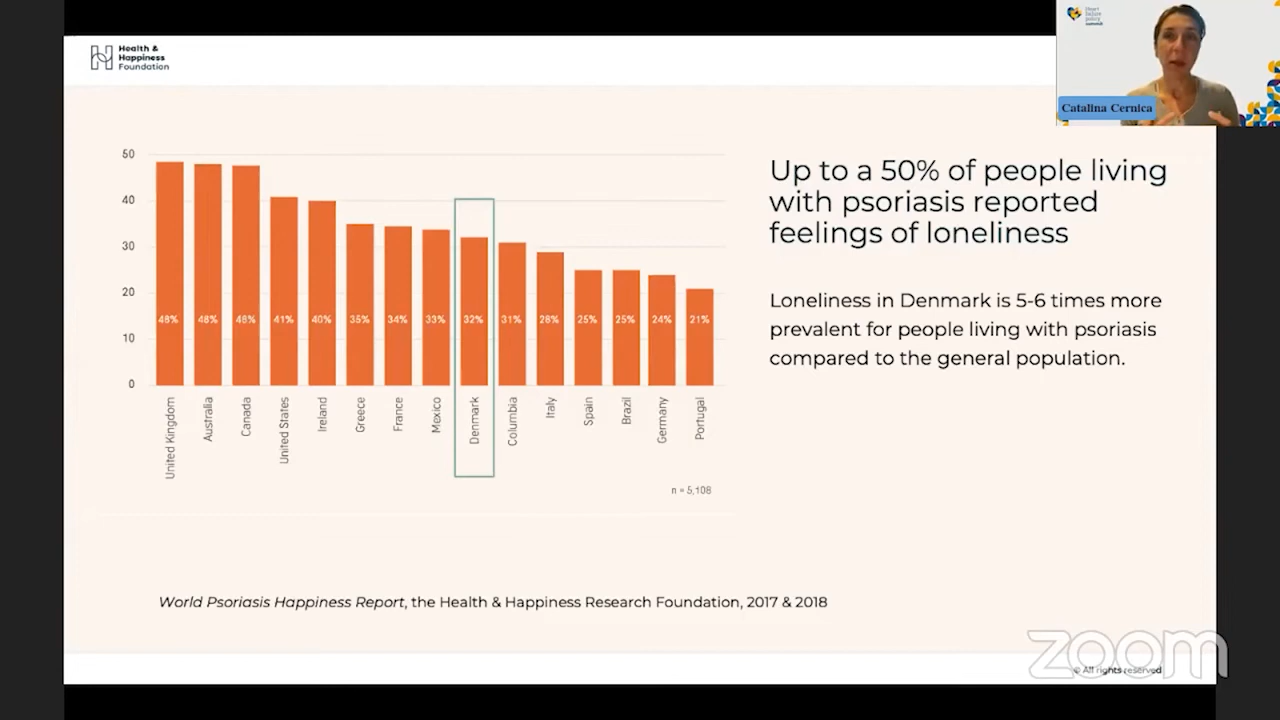 Health &
Happiness
Foundation
Heart
failure
policy
summit
Catalina Cernica
Up to a 50% of people living
with psoriasis reported
feelings of loneliness
Loneliness in Denmark is 5-6 times more
prevalent for people living with psoriasis
compared to the general population.
50
40
30
20
10
0
48% 48% 48% 41% 40% 35% 34% 33% 32% 31% 28% 25% 25% 24% 21%
United Kingdom
Australia
Canada
United States
Ireland
Greece
France
Mexico
Denmark
Columbia
Italy
Spain
Brazil
Germany
Portugal
n = 5,108
World Psoriasis Happiness Report, the Health & Happiness Research Foundation, 2017 & 2018
zoom
© All rights reserved